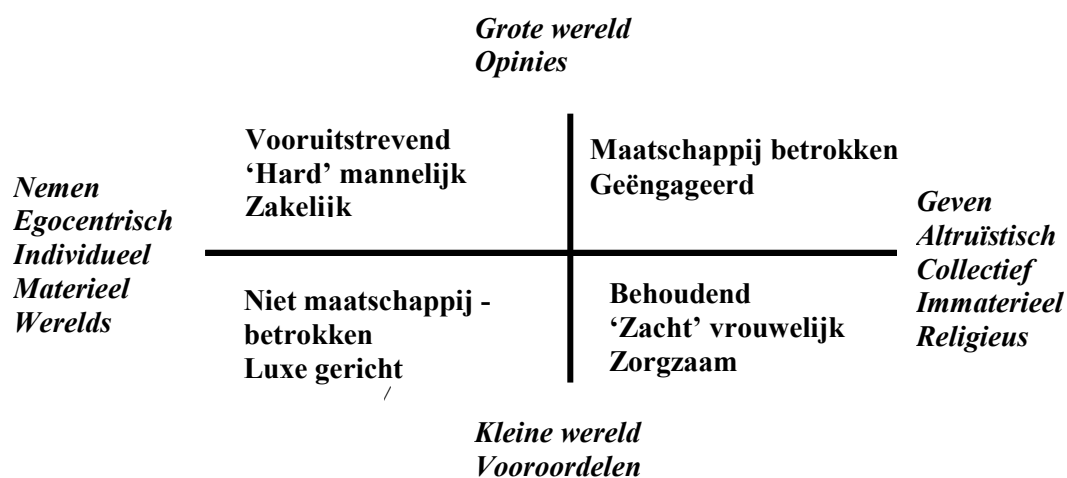 Grote wereld
Opinies
Nemen
Egocentrisch
Individueel
Materieel
Werelds
Vooruitstrevend
‘Hard’ mannelijk
Zakelijk
Maatschappij betrokken
Geëngageerd
Niet maatschappij -
betrokken
Luxe gericht
Behoudend
‘Zacht’ vrouwelijk
Zorgzaam
Geven
Altruïstisch
Collectief
Immaterieel
Religieus
Kleine wereld
Vooroordelen